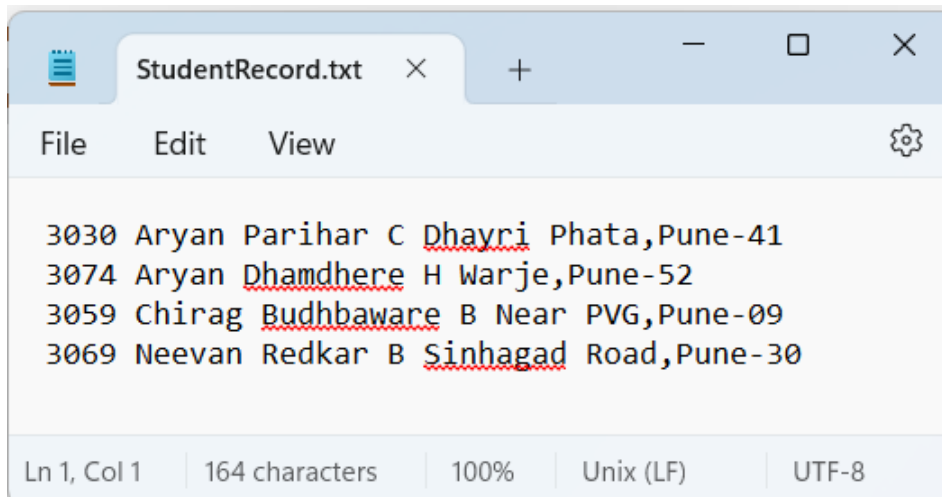 StudentRecord.txt
File Edit View
3030 Aryan Parihar C Dhayri Phata,Pune-41
3074 Aryan Dhamdhere H Warje,Pune-52
3059 Chirag Budhbaware B Near PVG,Pune-09
3069 Neevan Redkar B Sinhagad Road,Pune-30
Ln 1, Col 1 164 characters 100% Unix (LF) UTF-8